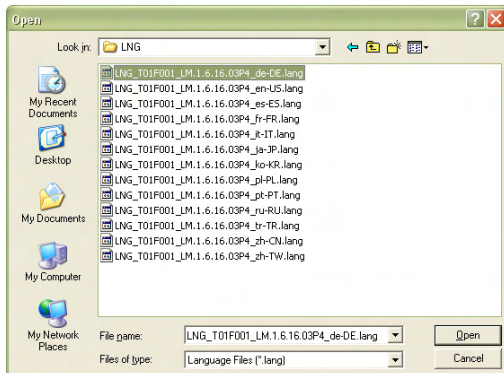 Open
Look in: LNG
LNG_T01F001_LM.1.6.16.03P4_de-DE.lang
LNG_T01F001_LM.1.6.16.03P4_en-US.lang
LNG_T01F001_LM.1.6.16.03P4_es-ES.lang
LNG_T01F001_LM.1.6.16.03P4_fr-FR.lang
LNG_T01F001_LM.1.6.16.03P4_it-IT.lang
LNG_T01F001_LM.1.6.16.03P4_ja-JP.lang
LNG_T01F001_LM.1.6.16.03P4_ko-KR.lang
LNG_T01F001_LM.1.6.16.03P4_pl-PL.lang
LNG_T01F001_LM.1.6.16.03P4_pt-PT.lang
LNG_T01F001_LM.1.6.16.03P4_ru-RU.lang
LNG_T01F001_LM.1.6.16.03P4_tr-TR.lang
LNG_T01F001_LM.1.6.16.03P4_zh-CN.lang
LNG_T01F001_LM.1.6.16.03P4_zh-TW.lang
My Recent
Documents
Desktop
My Documents
My Computer
My Network
Places
File name: LNG_T01F001_LM.1.6.16.03P4_de-DE.lang Open
Files of type: Language Files (*.lang) Cancel